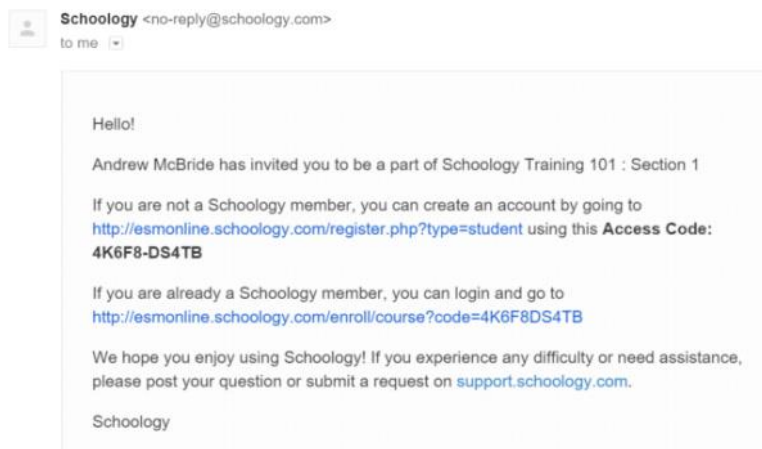 Schoology <no-reply@schoology.com>
to me
Hello!
Andrew McBride has invited you to be a part of Schoology Training 101 : Section 1
If you are not a Schoology member, you can create an account by going to
http://esmonline.schoology.com/register.php?type=student using this Access Code:
4K6F8-DS4TB
If you are already a Schoology member, you can login and go to
http://esmonline.schoology.com/enroll/course?code=4K6F8DS4TB
We hope you enjoy using Schoology! If you experience any difficulty or need assistance,
please post your question or submit a request on support.schoology.com.
Schoology